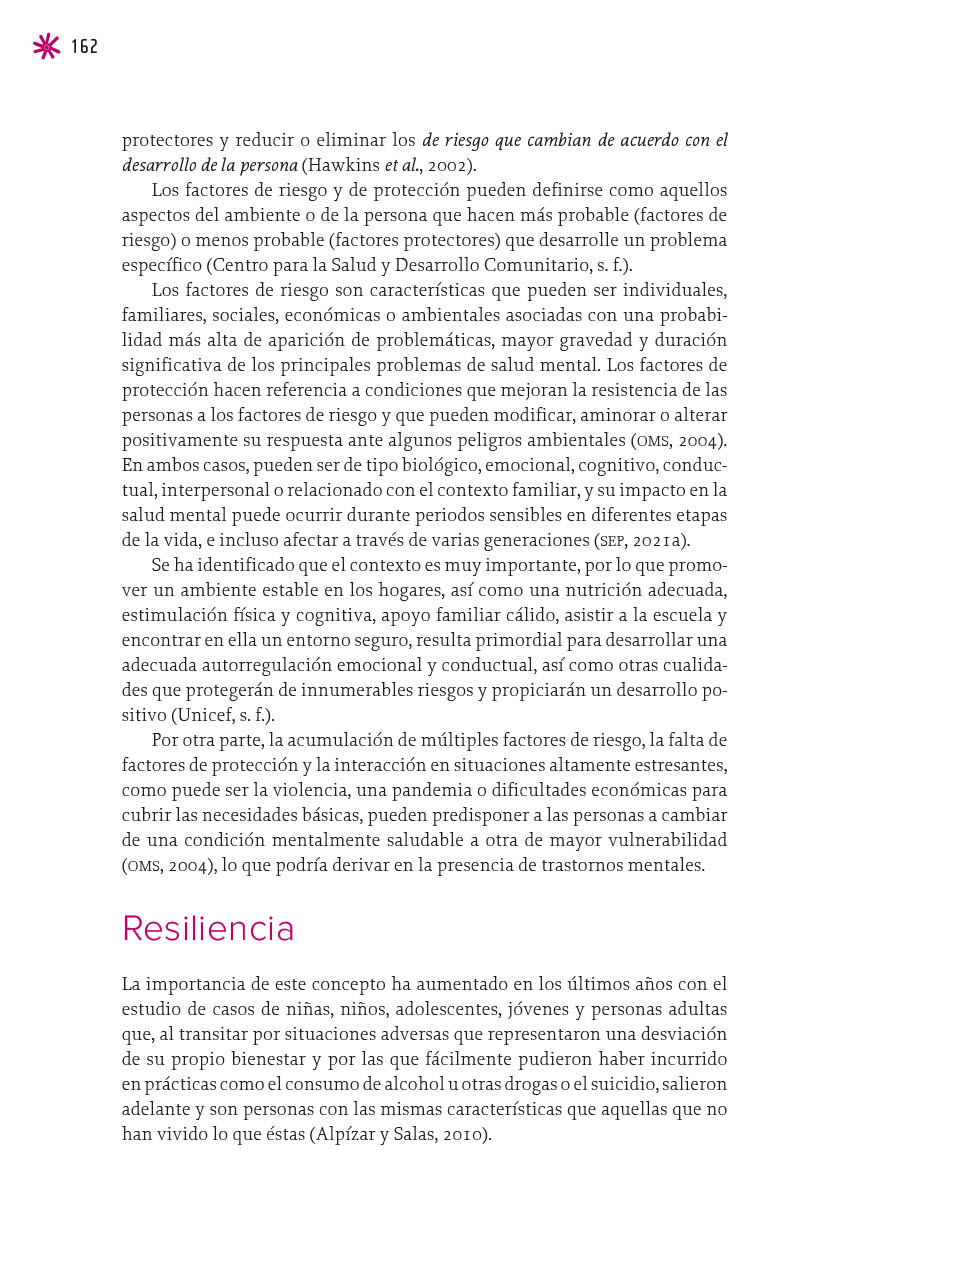 162
protectores y reducir o eliminar los de riesgo que cambian de acuerdo con el
desarrollo de la persona (Hawkins et al., 2002).
Los factores de riesgo y de protección pueden definirse como aquellos
aspectos del ambiente o de la persona que hacen más probable (factores de
riesgo) o menos probable (factores protectores) que desarrolle un problema
específico (Centro para la Salud y Desarrollo Comunitario, s. f.).
Los factores de riesgo son características que pueden ser individuales,
familiares, sociales, económicas o ambientales asociadas con una probabi-
lidad más alta de aparición de problemáticas, mayor gravedad y duración
significativa de los principales problemas de salud mental. Los factores de
protección hacen referencia a condiciones que mejoran la resistencia de las
personas a los factores de riesgo y que pueden modificar, aminorar o alterar
positivamente su respuesta ante algunos peligros ambientales (OMS, 2004).
En ambos casos, pueden ser de tipo biológico, emocional, cognitivo, conduc-
tual, interpersonal o relacionado con el contexto familiar, y su impacto en la
salud mental puede ocurrir durante periodos sensibles en diferentes etapas
de la vida, e incluso afectar a través de varias generaciones (SEP, 2021a).
Se ha identificado que el contexto es muy importante, por lo que promo-
ver un ambiente estable en los hogares, así como una nutrición adecuada,
estimulación física y cognitiva, apoyo familiar cálido, asistir a la escuela y
encontrar en ella un entorno seguro, resulta primordial para desarrollar una
adecuada autorregulación emocional y conductual, así como otras cualida-
des que protegerán de innumerables riesgos y propiciarán un desarrollo po-
sitivo (Unicef, s. f.).
Por otra parte, la acumulación de múltiples factores de riesgo, la falta de
factores de protección y la interacción en situaciones altamente estresantes,
como puede ser la violencia, una pandemia o dificultades económicas para
cubrir las necesidades básicas, pueden predisponer a las personas a cambiar
de una condición mentalmente saludable a otra de mayor vulnerabilidad
(OMS, 2004), lo que podría derivar en la presencia de trastornos mentales.
Resiliencia
La importancia de este concepto ha aumentado en los últimos años con el
estudio de casos de niñas, niños, adolescentes, jóvenes y personas adultas
que, al transitar por situaciones adversas que representaron una desviación
de su propio bienestar y por las que fácilmente pudieron haber incurrido
en prácticas como el consumo de alcohol u otras drogas o el suicidio, salieron
adelante y son personas con las mismas características que aquellas que no
han vivido lo que éstas (Alpízar y Salas, 2010).